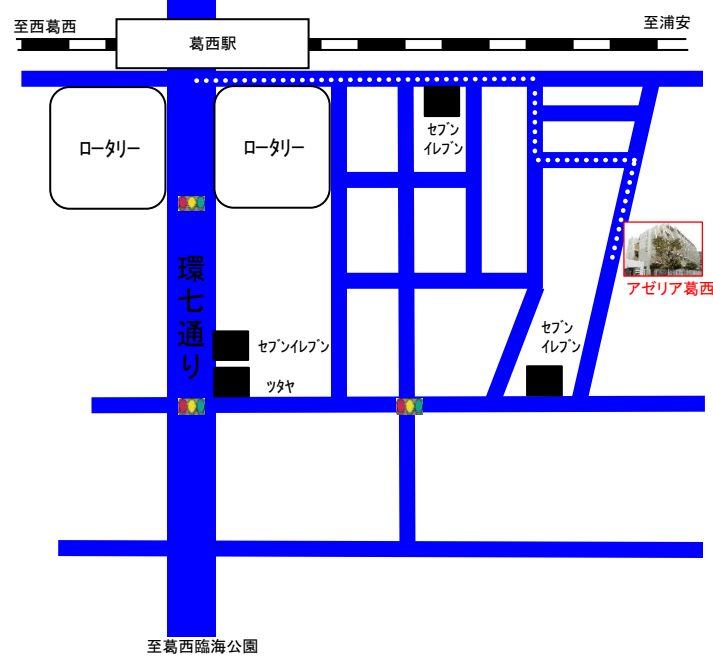 至西葛西
葛西駅
至浦安
ロータリー
ロータリー
セブン
イレブン
環七通り
アゼリア葛西
セブンイレブン
セブン
イレブン
ツタヤ
至葛西臨海公園